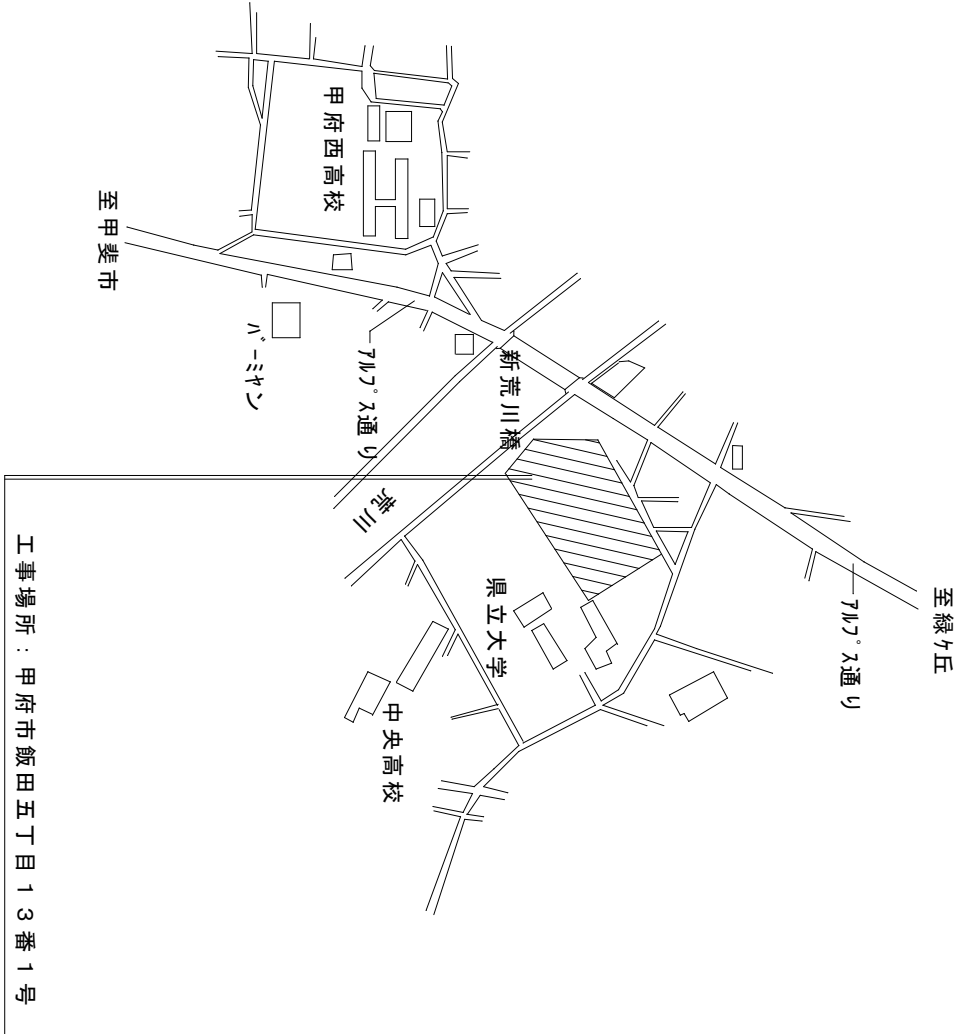 甲府西高校
至甲斐市
バーミヤン
アルプス通り
新荒川橋
荒川
県立大学
中央高校
アルプス通り
至緑ヶ丘
工事場所：甲府市飯田五丁目１３番１号